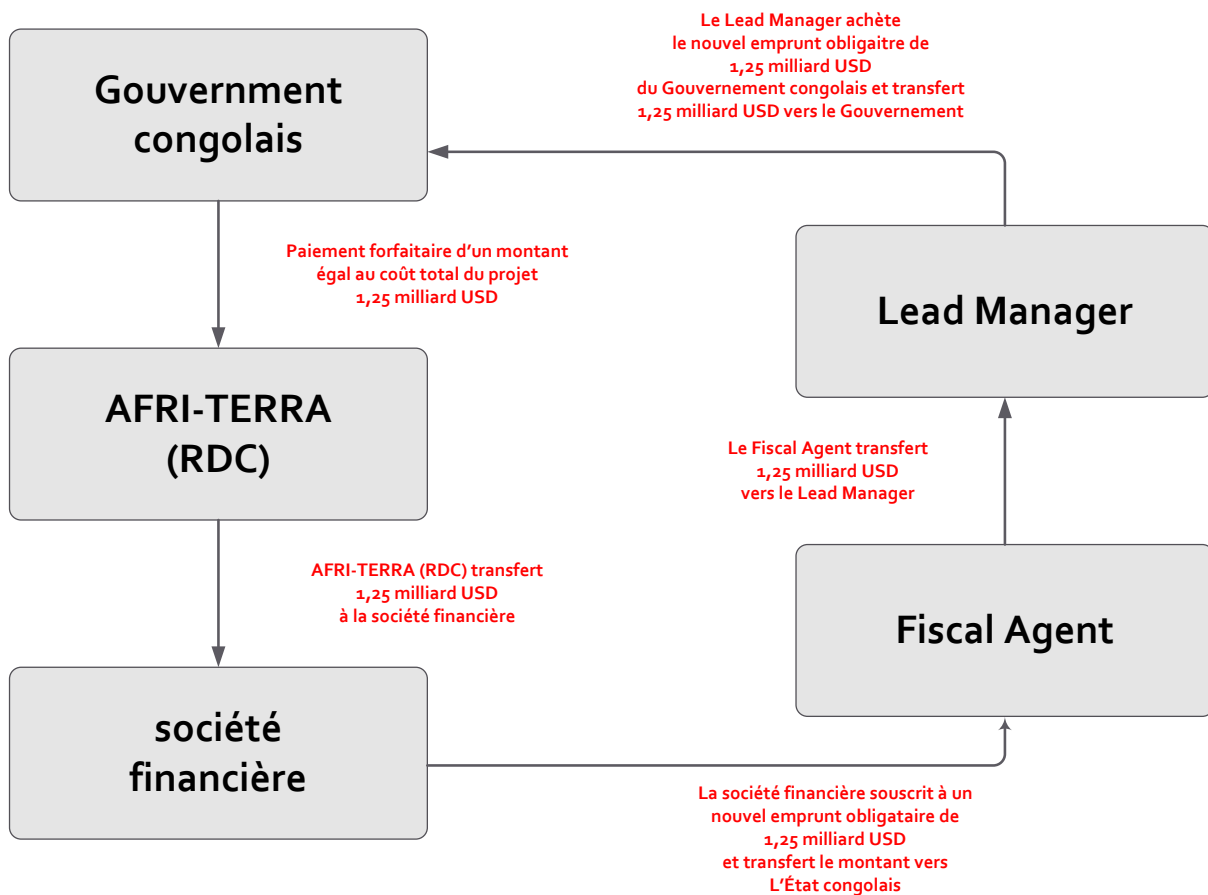 Le Lead Manager achète
le nouvel emprunt obligaitre de
1,25 milliard USD
du Gouvernement congolais et transfert
1,25 milliard USD vers le Gouvernement
Gouvernment
congolais
Paiement forfaitaire d'un montant
égal au coût total du projet
1,25 milliard USD
Lead Manager
AFRI-TERRA
(RDC)
Le Fiscal Agent transfert
1,25 milliard USD
vers le Lead Manager
AFRI-TERRA (RDC) transfert
1,25 milliard USD
à la société financière
Fiscal Agent
société
financière
La société financière souscrit à un
nouvel emprunt obligataire de
1,25 milliard USD
et transfert le montant vers
L'État congolais